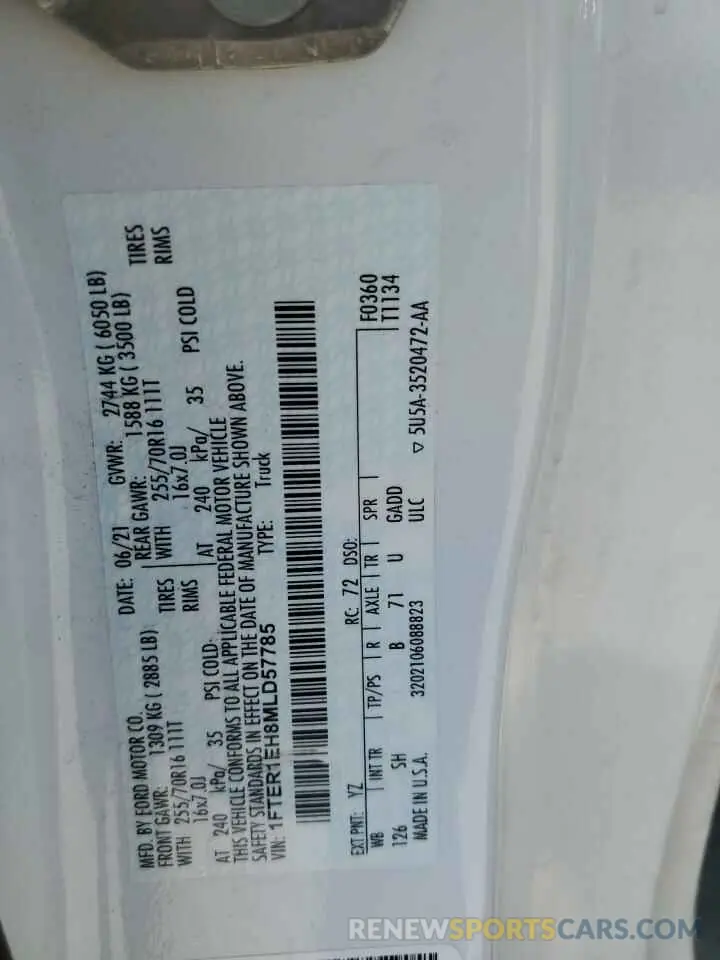 MFD. BY FORD MOTOR CO.
DATE: 06/21 GVWR: 2744 KG ( 6050 LB)
FRONT GAWR: 1309 KG ( 2885 LB) REAR GAWR: 1588 KG ( 3500 LB)
WITH 255/70R16 111T TIRES WITH 255/70R16 111T TIRES
16x7.0J RIMS 16x7.0J RIMS
AT 240 kPa/ 35 PSI COLD AT 240 kPa/ 35 PSI COLD
THIS VEHICLE CONFORMS TO ALL APPLICABLE FEDERAL MOTOR VEHICLE
SAFETY STANDARDS IN EFFECT ON THE DATE OF MANUFACTURE SHOWN ABOVE.
VIN: 1FTER1EH8MLD57785 TYPE: Truck
EXT PNT: YZ RC: 72 DSO: F0360
WB INT TR TP/PS R AXLE TR SPR T1134
126 SH B 71 U GADD
3202106088823 ULC
MADE IN U.S.A. ▽ 5U5A-3520472-AA
RENEWSPORTSCARS.COM